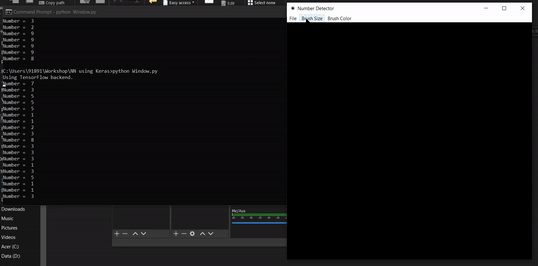 Copy path
Easy access
Edit
Select none
Command Prompt - python Window.py
Number = 3
Number = 2
Number = 9
Number = 9
Number = 9
Number = 9
Number = 8
C:\Users\91891\Workshop\NN using Keras>python Window.py
Using TensorFlow backend.
Number = 7
Number = 3
Number = 5
Number = 5
Number = 5
Number = 1
Number = 1
Number = 2
Number = 3
Number = 8
Number = 3
Number = 3
Number = 3
Number = 1
Number = 3
Number = 5
Number = 1
Number = 1
Number = 3
Number Detector
File Brush Size Brush Color
Downloads
Music
Pictures
Videos
Acer (C:)
Data (D:)
Mic/Aux